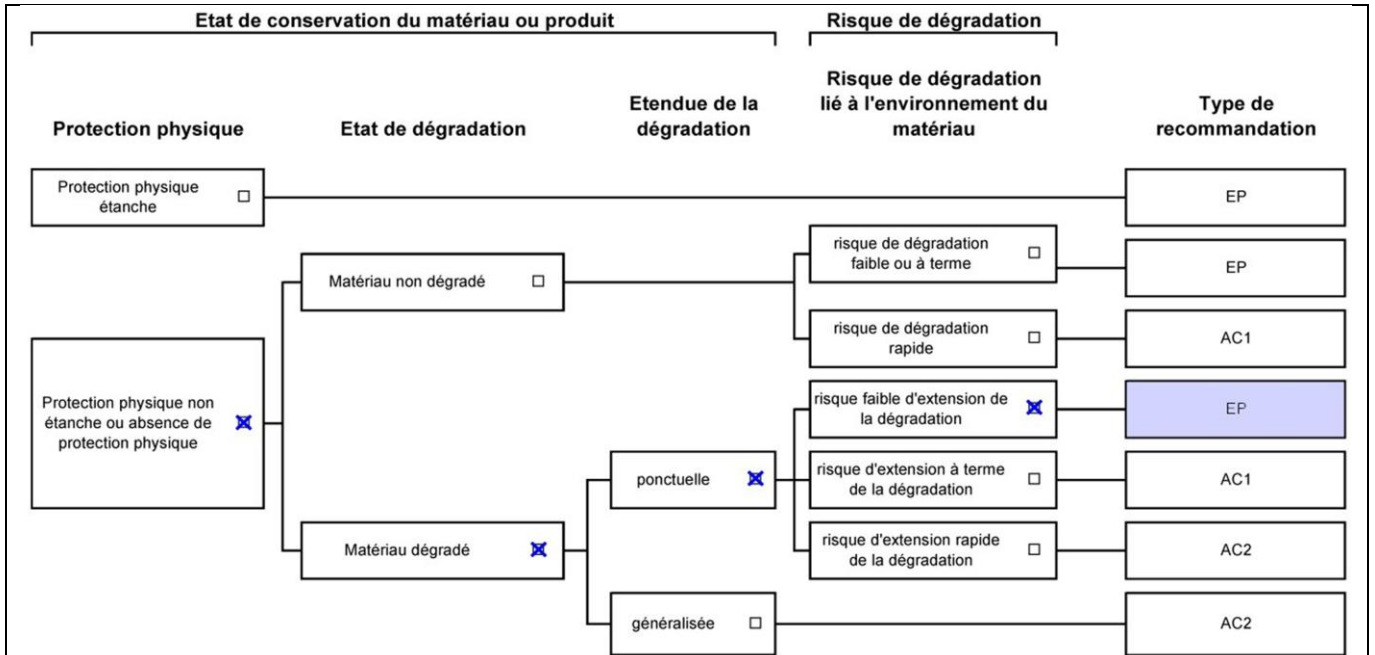 Etat de conservation du matériau ou produit
Risque de dégradation
Protection physique
Etat de dégradation
Etendue de la
dégradation
Risque de dégradation
lié à l'environnement du
matériau
Type de
recommandation
Protection physique
étanche
EP
Matériau non dégradé
risque de dégradation
faible ou à terme
EP
risque de dégradation
rapide
AC1
Protection physique non
étanche ou absence de
protection physique
Matériau dégradé
ponctuelle
risque faible d'extension de
la dégradation
EP
risque d'extension à terme
de la dégradation
AC1
risque d'extension rapide
de la dégradation
AC2
généralisée
AC2